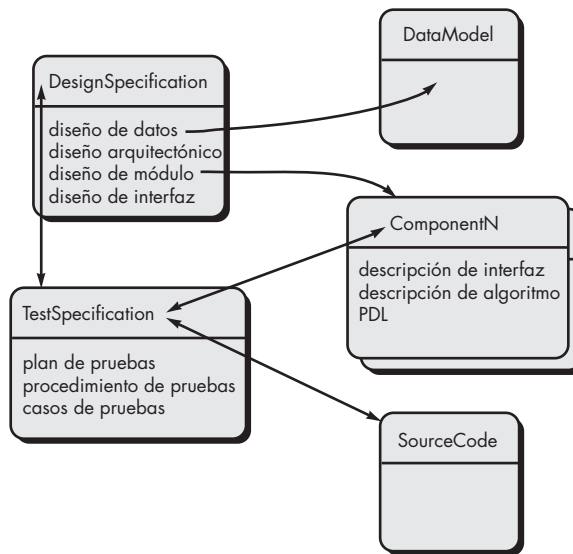 DataModel
DesignSpecification
diseño de datos
diseño arquitectónico
diseño de módulo
diseño de interfaz
ComponentN
descripción de interfaz
descripción de algoritmo
PDL
TestSpecification
plan de pruebas
procedimiento de pruebas
casos de pruebas
SourceCode